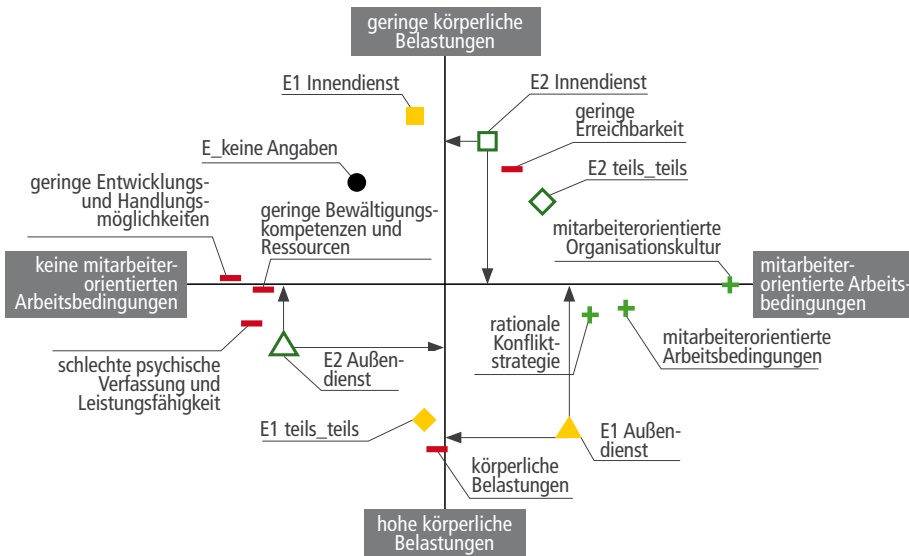 geringe körperliche
Belastungen
E1 Innendienst
E2 Innendienst
geringe
Erreichbarkeit
E_keine Angaben
E2 teils_teils
geringe Entwicklungs-
und Handlungs-
möglichkeiten
geringe Bewältigungs-
kompetenzen und
Ressourcen
mitarbeiterorientierte
Organisationskultur
keine mitarbeiter-
orientierten
Arbeitsbedingungen
mitarbeiter-
orientierte Arbeits-
bedingungen
rationale
Konflikt-
strategie
mitarbeiterorientierte
Arbeitsbedingungen
schlechte psychische
Verfassung und
Leistungsfähigkeit
E2 Außen-
dienst
E1 teils_teils
E1 Außen-
dienst
körperliche
Belastungen
hohe körperliche
Belastungen